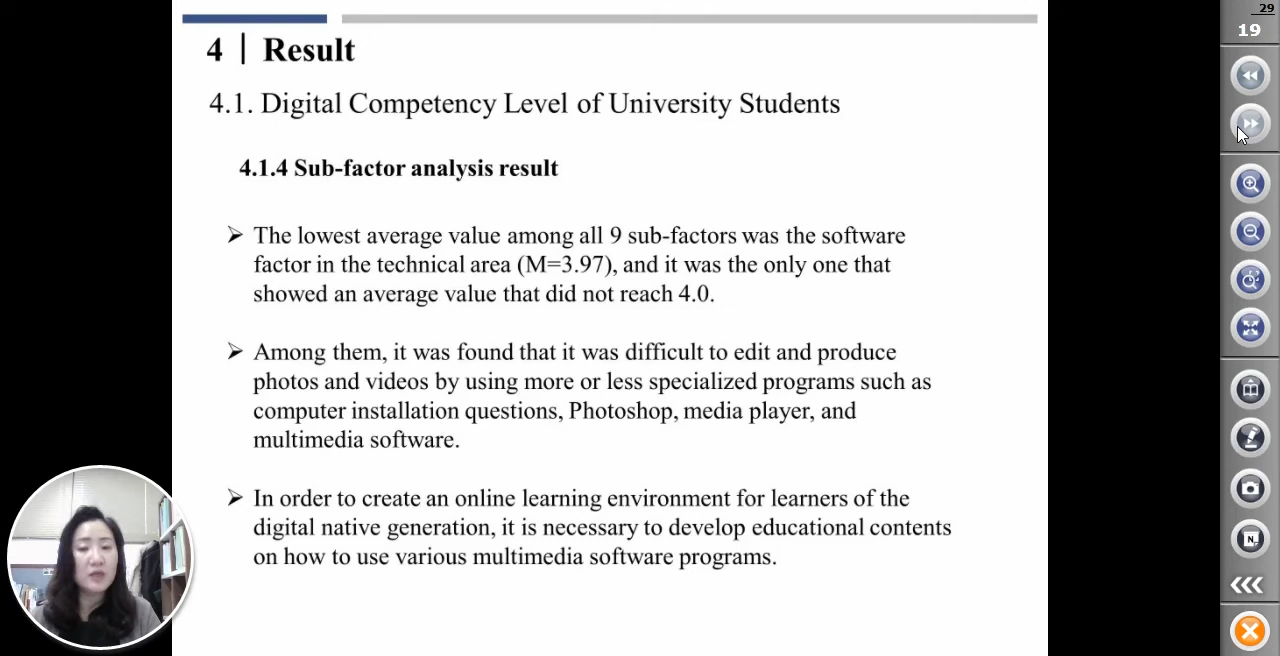 29
19
4 | Result
4.1. Digital Competency Level of University Students
4.1.4 Sub-factor analysis result
➢ The lowest average value among all 9 sub-factors was the software
factor in the technical area (M=3.97), and it was the only one that
showed an average value that did not reach 4.0.
➢ Among them, it was found that it was difficult to edit and produce
photos and videos by using more or less specialized programs such as
computer installation questions, Photoshop, media player, and
multimedia software.
➢ In order to create an online learning environment for learners of the
digital native generation, it is necessary to develop educational contents
on how to use various multimedia software programs.
N